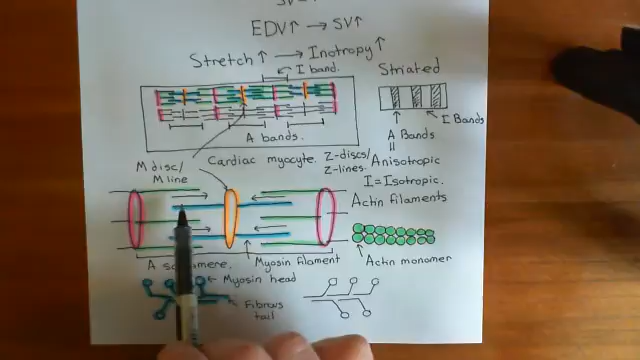 EDV↑ → SV↑
Stretch↑ → Inotropy↑
I band.
Striated
A bands.
I Bands
A Bands
=
Anisotropic
I = Isotropic.
M disc/
M line
Cardiac myocyte.
Z-discs/
Z-lines.
Actin filaments
A sarcomere.
Myosin filament
Actin monomer
Myosin head
Fibrous
tail